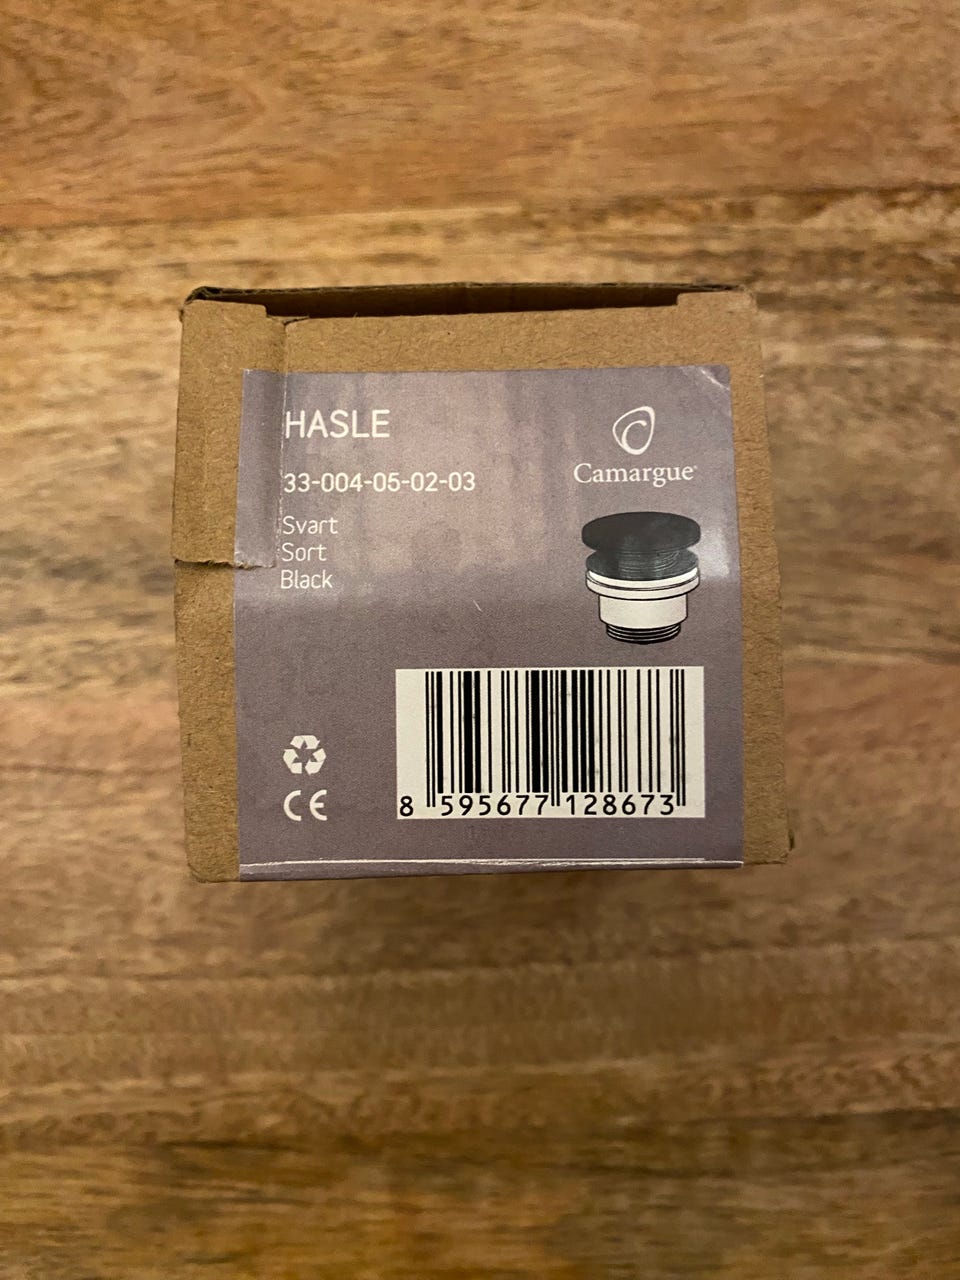 HASLE
Camargue®
33-004-05-02-03
Svart
Sort
Black
CE
8 595677 128673